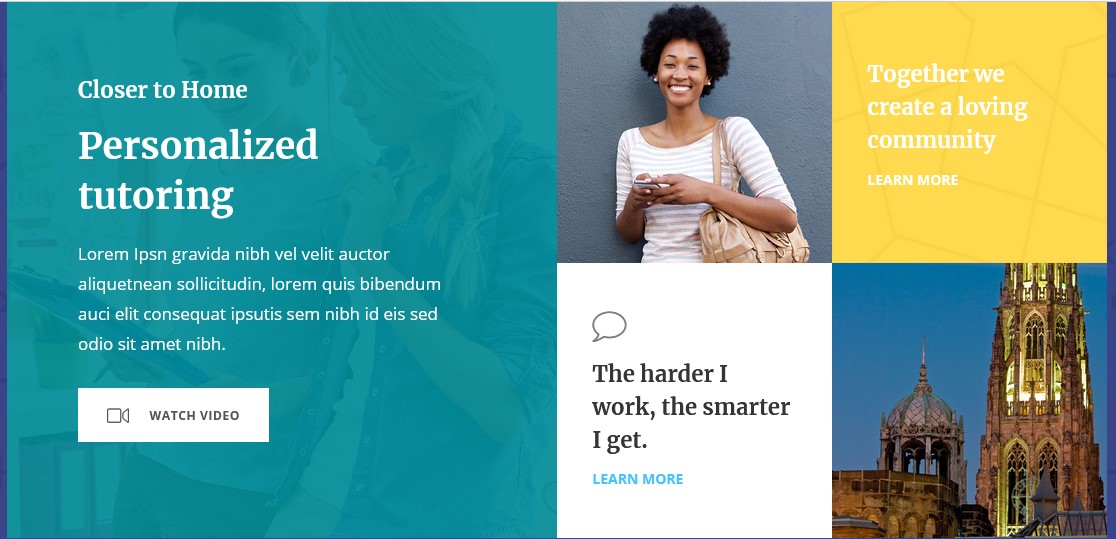 Closer to Home
Personalized
tutoring
Lorem Ipsn gravida nibh vel velit auctor
aliquetnean sollicitudin, lorem quis bibendum
auci elit consequat ipsutis sem nibh id eis sed
odio sit amet nibh.
WATCH VIDEO
Together we
create a loving
community
LEARN MORE
The harder I
work, the smarter
I get.
LEARN MORE